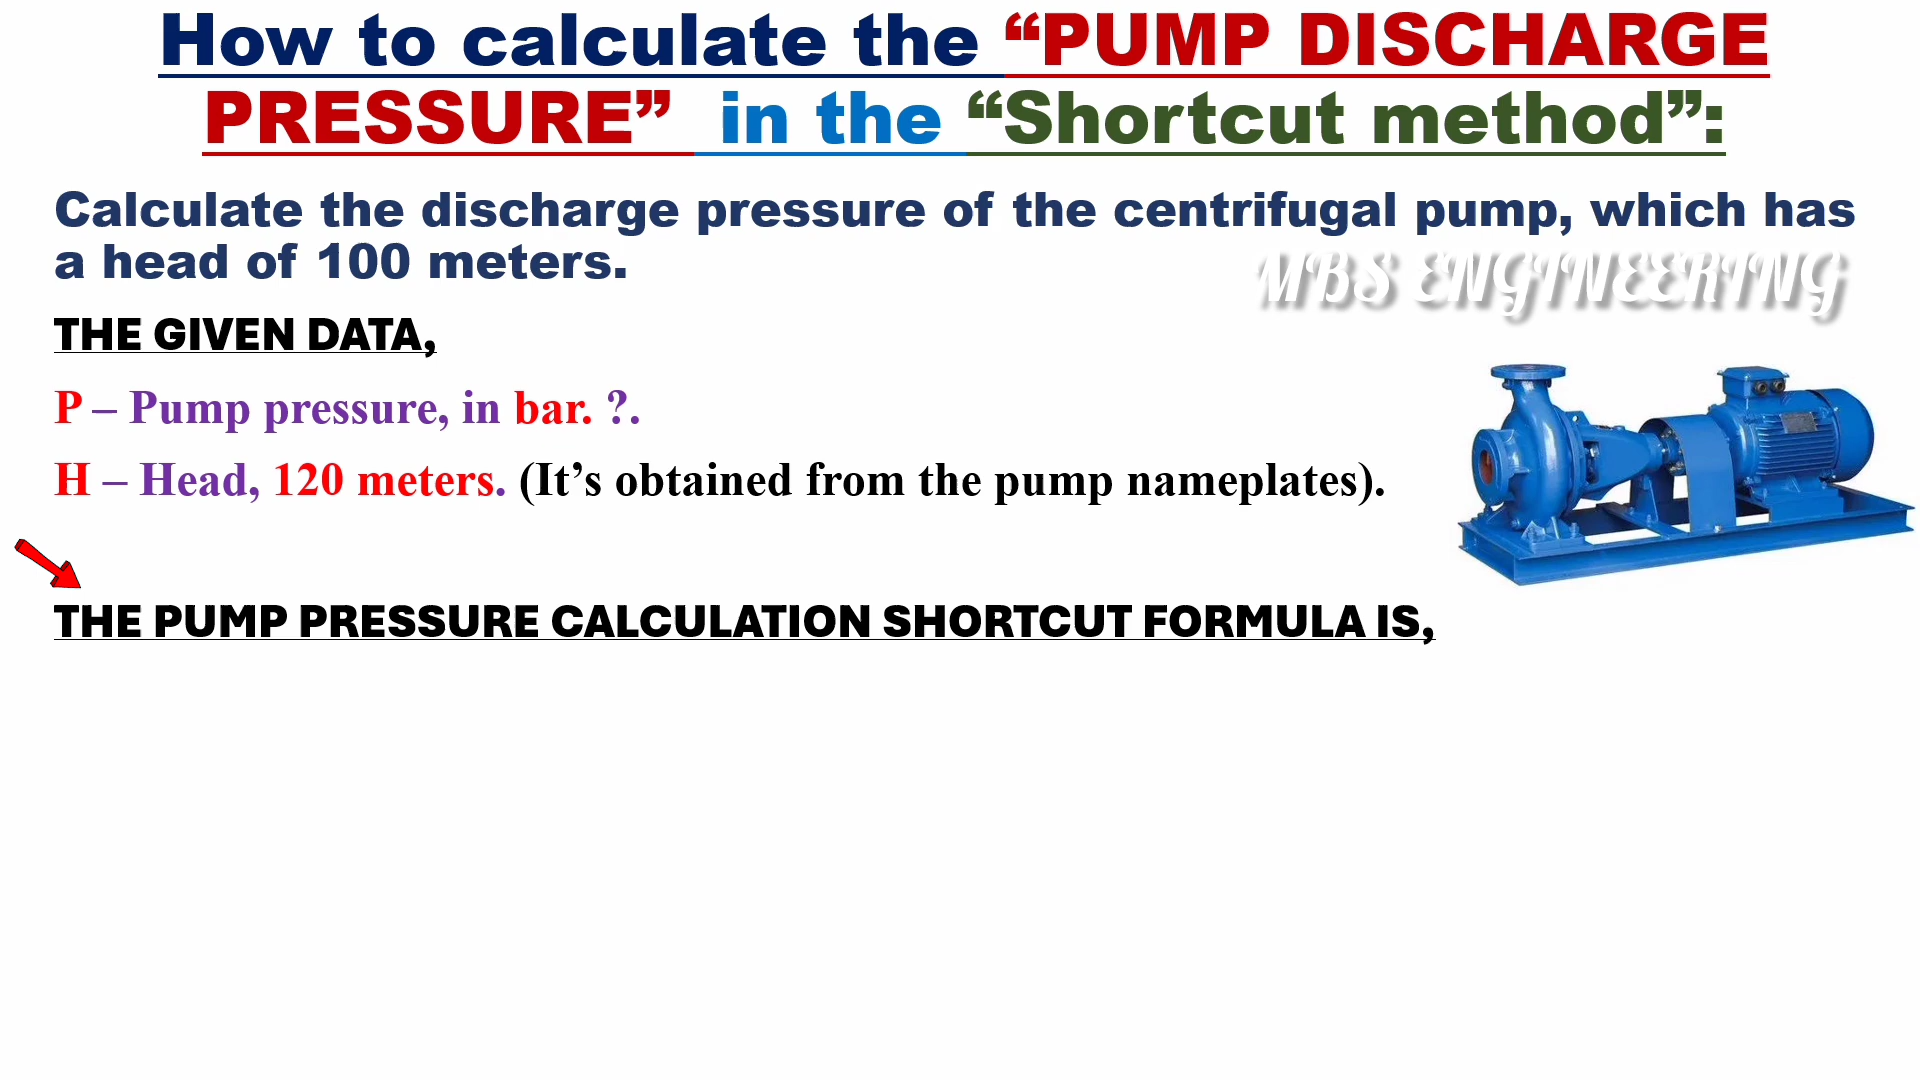 How to calculate the “PUMP DISCHARGE
PRESSURE” in the “Shortcut method”:
Calculate the discharge pressure of the centrifugal pump, which has
a head of 100 meters.
MBS ENGINEERING
THE GIVEN DATA,
P – Pump pressure, in bar. ?.
H – Head, 120 meters. (It’s obtained from the pump nameplates).
THE PUMP PRESSURE CALCULATION SHORTCUT FORMULA IS,